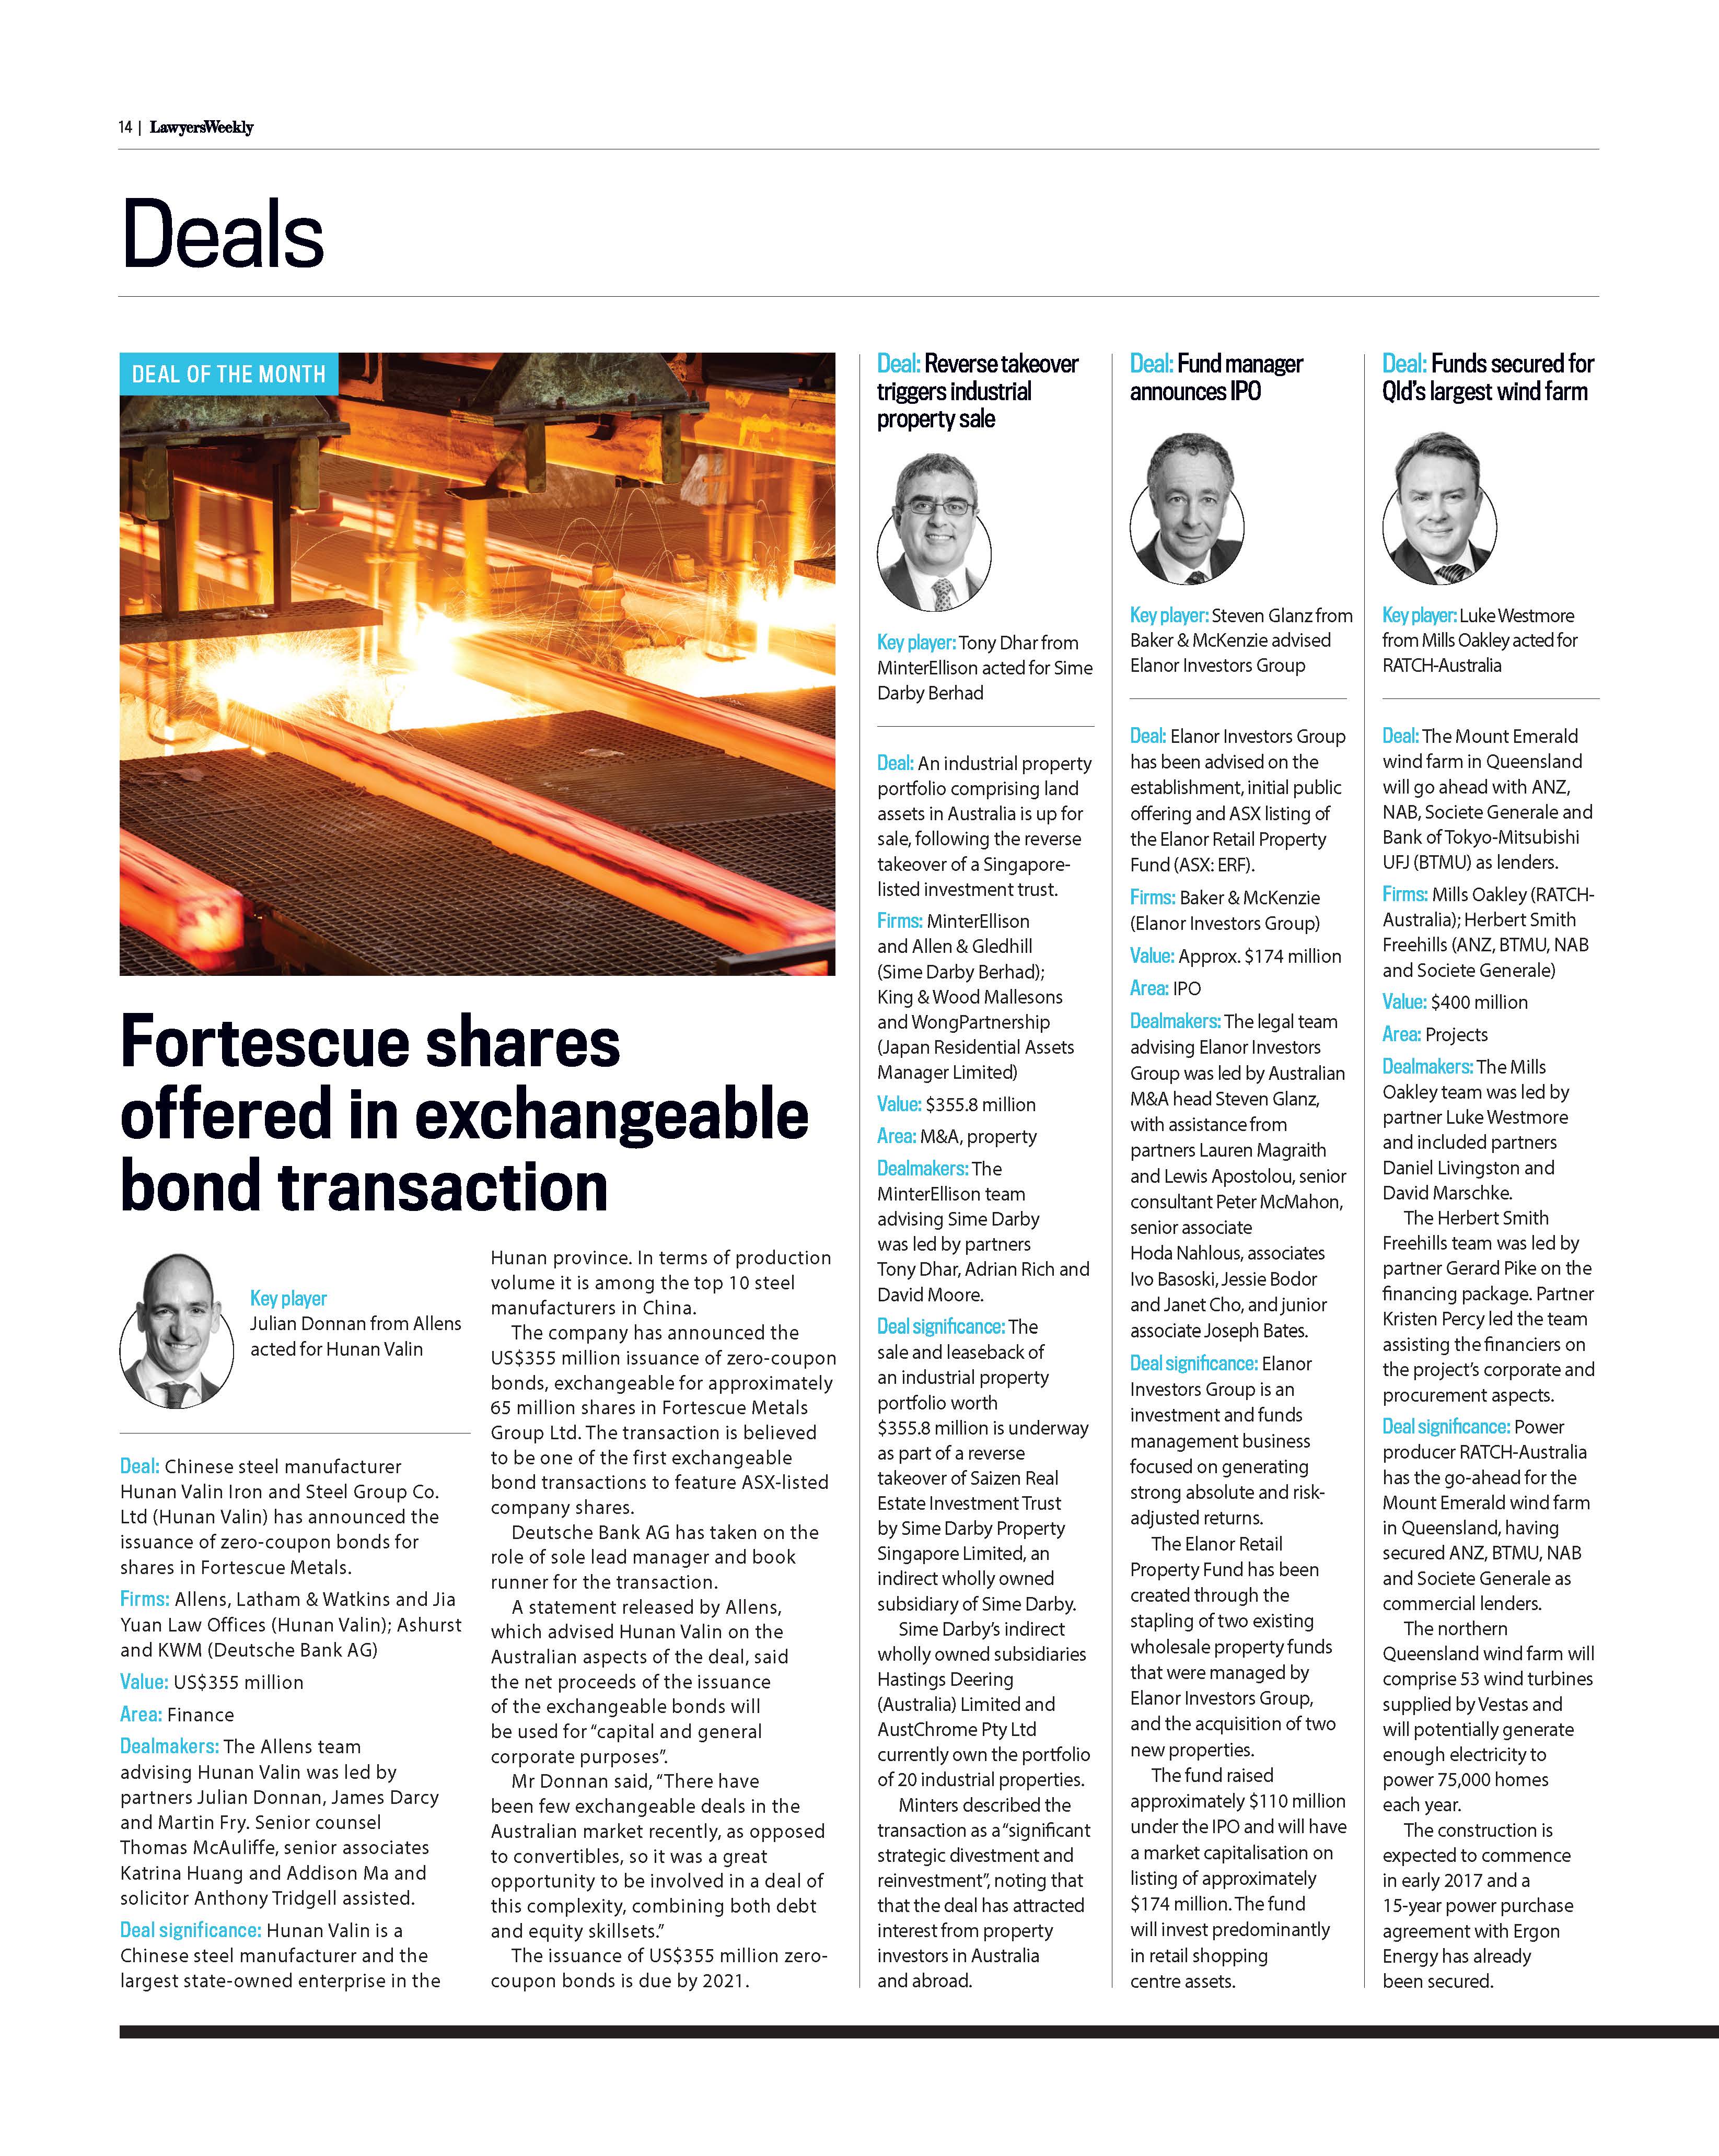 14 | LawyersWeekly
Deals
DEAL OF THE MONTH
Fortescue shares
offered in exchangeable
bond transaction
Key player
Julian Donnan from Allens
acted for Hunan Valin
Deal: Chinese steel manufacturer
Hunan Valin Iron and Steel Group Co.
Ltd (Hunan Valin) has announced the
issuance of zero-coupon bonds for
shares in Fortescue Metals.
Firms: Allens, Latham & Watkins and Jia
Yuan Law Offices (Hunan Valin); Ashurst
and KWM (Deutsche Bank AG)
Value: US$355 million
Area: Finance
Dealmakers: The Allens team
advising Hunan Valin was led by
partners Julian Donnan, James Darcy
and Martin Fry. Senior counsel
Thomas McAuliffe, senior associates
Katrina Huang and Addison Ma and
solicitor Anthony Tridgell assisted.
Deal significance: Hunan Valin is a
Chinese steel manufacturer and the
largest state-owned enterprise in the
Hunan province. In terms of production
volume it is among the top 10 steel
manufacturers in China.
The company has announced the
US$355 million issuance of zero-coupon
bonds, exchangeable for approximately
65 million shares in Fortescue Metals
Group Ltd. The transaction is believed
to be one of the first exchangeable
bond transactions to feature ASX-listed
company shares.
Deutsche Bank AG has taken on the
role of sole lead manager and book
runner for the transaction.
A statement released by Allens,
which advised Hunan Valin on the
Australian aspects of the deal, said
the net proceeds of the issuance
of the exchangeable bonds will
be used for “capital and general
corporate purposes”.
Mr Donnan said, “There have
been few exchangeable deals in the
Australian market recently, as opposed
to convertibles, so it was a great
opportunity to be involved in a deal of
this complexity, combining both debt
and equity skillsets.”
The issuance of US$355 million zero-
coupon bonds is due by 2021.
Deal: Reverse takeover
triggers industrial
property sale
Key player: Tony Dhar from
MinterEllison acted for Sime
Darby Berhad
Deal: An industrial property
portfolio comprising land
assets in Australia is up for
sale, following the reverse
takeover of a Singapore-
listed investment trust.
Firms: MinterEllison
and Allen & Gledhill
(Sime Darby Berhad);
King & Wood Mallesons
and WongPartnership
(Japan Residential Assets
Manager Limited)
Value: $355.8 million
Area: M&A, property
Dealmakers: The
MinterEllison team
advising Sime Darby
was led by partners
Tony Dhar, Adrian Rich and
David Moore.
Deal significance: The
sale and leaseback of
an industrial property
portfolio worth
$355.8 million is underway
as part of a reverse
takeover of Saizen Real
Estate Investment Trust
by Sime Darby Property
Singapore Limited, an
indirect wholly owned
subsidiary of Sime Darby.
Sime Darby’s indirect
wholly owned subsidiaries
Hastings Deering
(Australia) Limited and
AustChrome Pty Ltd
currently own the portfolio
of 20 industrial properties.
Minters described the
transaction as a “significant
strategic divestment and
reinvestment”, noting that
that the deal has attracted
interest from property
investors in Australia
and abroad.
Deal: Fund manager
announces IPO
Key player: Steven Glanz from
Baker & McKenzie advised
Elanor Investors Group
Deal: Elanor Investors Group
has been advised on the
establishment, initial public
offering and ASX listing of
the Elanor Retail Property
Fund (ASX: ERF).
Firms: Baker & McKenzie
(Elanor Investors Group)
Value: Approx. $174 million
Area: IPO
Dealmakers: The legal team
advising Elanor Investors
Group was led by Australian
M&A head Steven Glanz,
with assistance from
partners Lauren Magraith
and Lewis Apostolou, senior
consultant Peter McMahon,
senior associate
Hoda Nahlous, associates
Ivo Basoski, Jessie Bodor
and Janet Cho, and junior
associate Joseph Bates.
Deal significance: Elanor
Investors Group is an
investment and funds
management business
focused on generating
strong absolute and risk-
adjusted returns.
The Elanor Retail
Property Fund has been
created through the
stapling of two existing
wholesale property funds
that were managed by
Elanor Investors Group,
and the acquisition of two
new properties.
The fund raised
approximately $110 million
under the IPO and will have
a market capitalisation on
listing of approximately
$174 million. The fund
will invest predominantly
in retail shopping
centre assets.
Deal: Funds secured for
Qld’s largest wind farm
Key player: Luke Westmore
from Mills Oakley acted for
RATCH-Australia
Deal: The Mount Emerald
wind farm in Queensland
will go ahead with ANZ,
NAB, Societe Generale and
Bank of Tokyo-Mitsubishi
UFJ (BTMU) as lenders.
Firms: Mills Oakley (RATCH-
Australia); Herbert Smith
Freehills (ANZ, BTMU, NAB
and Societe Generale)
Value: $400 million
Area: Projects
Dealmakers: The Mills
Oakley team was led by
partner Luke Westmore
and included partners
Daniel Livingston and
David Marschke.
The Herbert Smith
Freehills team was led by
partner Gerard Pike on the
financing package. Partner
Kristen Percy led the team
assisting the financiers on
the project’s corporate and
procurement aspects.
Deal significance: Power
producer RATCH-Australia
has the go-ahead for the
Mount Emerald wind farm
in Queensland, having
secured ANZ, BTMU, NAB
and Societe Generale as
commercial lenders.
The northern
Queensland wind farm will
comprise 53 wind turbines
supplied by Vestas and
will potentially generate
enough electricity to
power 75,000 homes
each year.
The construction is
expected to commence
in early 2017 and a
15-year power purchase
agreement with Ergon
Energy has already
been secured.